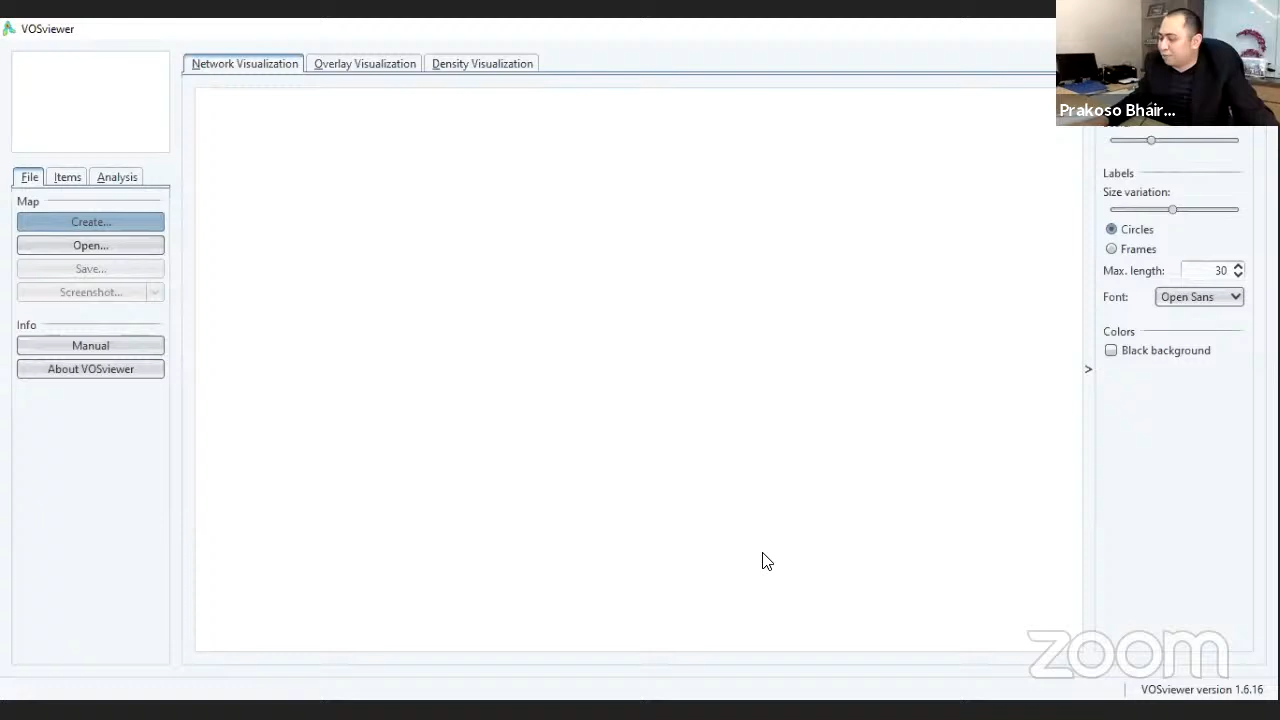 VOSviewer
Network Visualization
Overlay Visualization
Density Visualization
Prakoso Bhair...
File
Items
Analysis
Map
Create...
Open...
Save...
Screenshot...
Info
Manual
About VOSviewer
Labels
Size variation:
Circles
Frames
Max. length: 30
Font: Open Sans
Colors
Black background
>
zoom
VOSviewer version 1.6.16